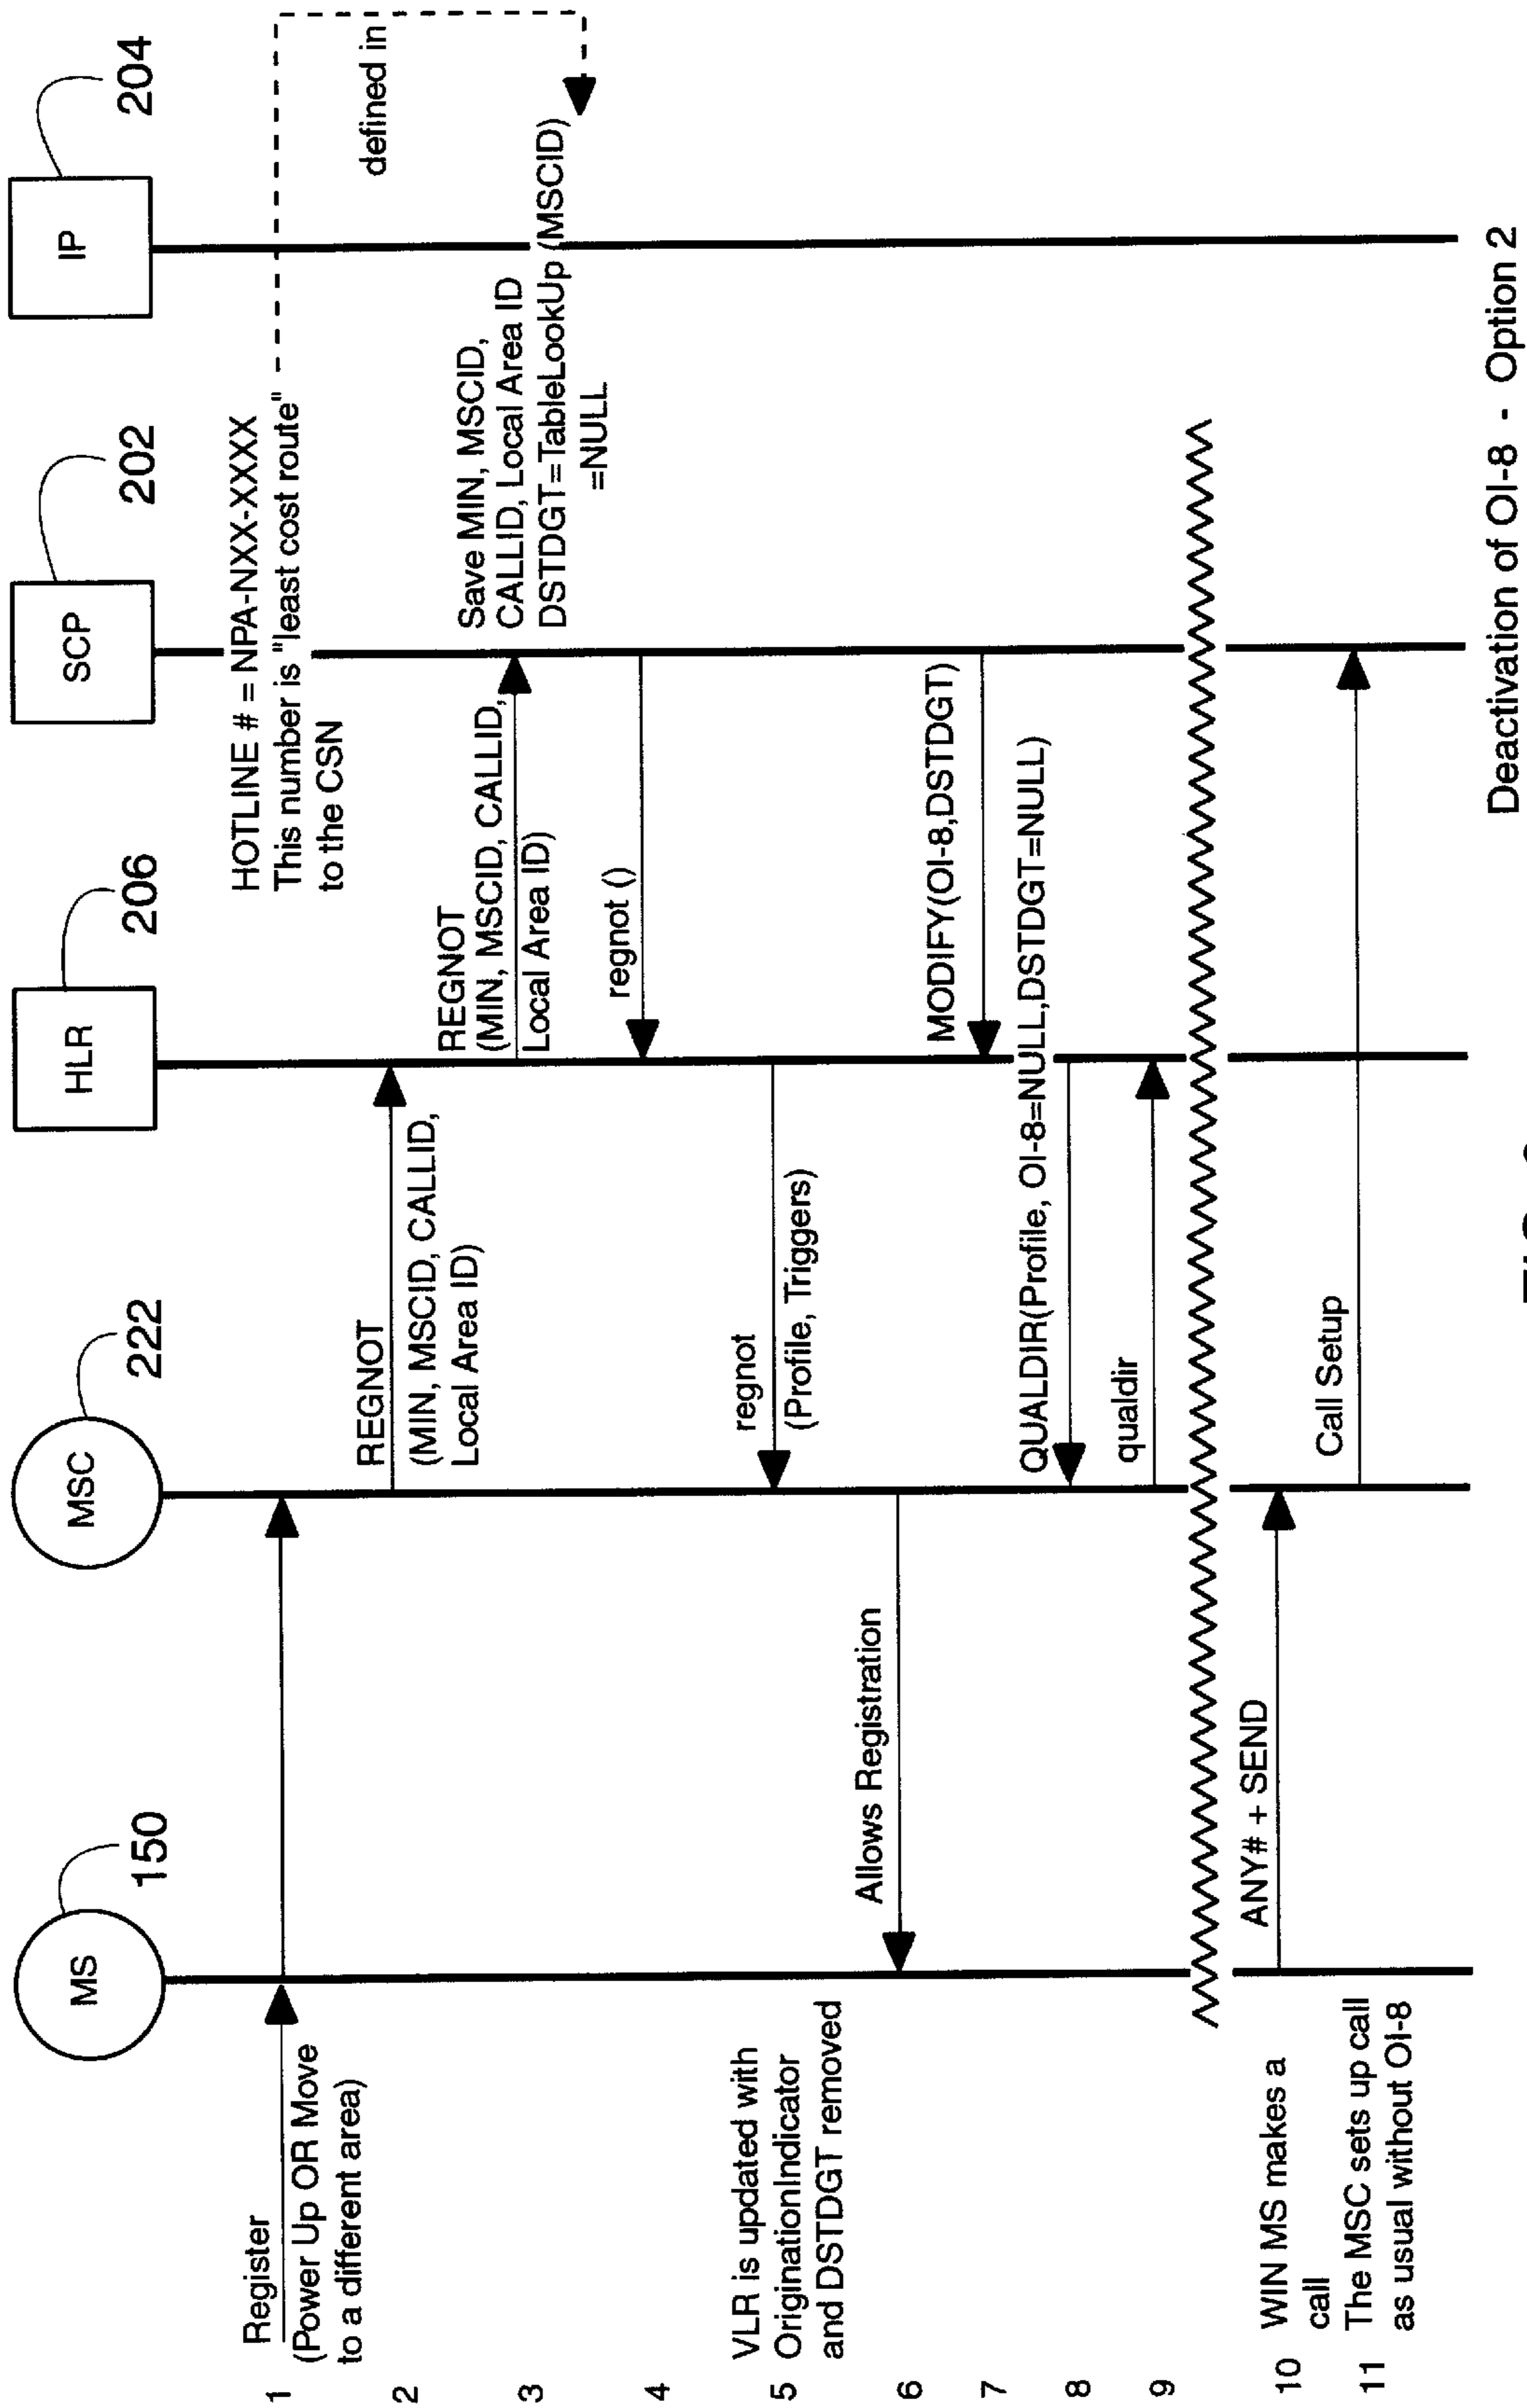 MS
150
MSC
222
HLR
206
SCP
202
IP
204
HOTLINE # = NPA-NXX-XXXX
This number is "least cost route"
to the CSN
defined in
1
Register
(Power Up OR Move
to a different area)
2
REGNOT
(MIN, MSCID, CALLID,
Local Area ID)
3
REGNOT
(MIN, MSCID, CALLID,
Local Area ID)
Save MIN, MSCID,
CALLID, Local Area ID
DSTDGT=TableLookUp (MSCID)
=NULL
4
regnot ()
5
VLR is updated with
OriginationIndicator
and DSTDGT removed
regnot
(Profile, Triggers)
6
Allows Registration
7
MODIFY(OI-8,DSTDGT)
8
QUALDIR(Profile, OI-8=NULL,DSTDGT=NULL)
9
qualdir
10
WIN MS makes a
call
ANY# + SEND
11
The MSC sets up call
as usual without OI-8
Call Setup
Deactivation of OI-8 - Option 2